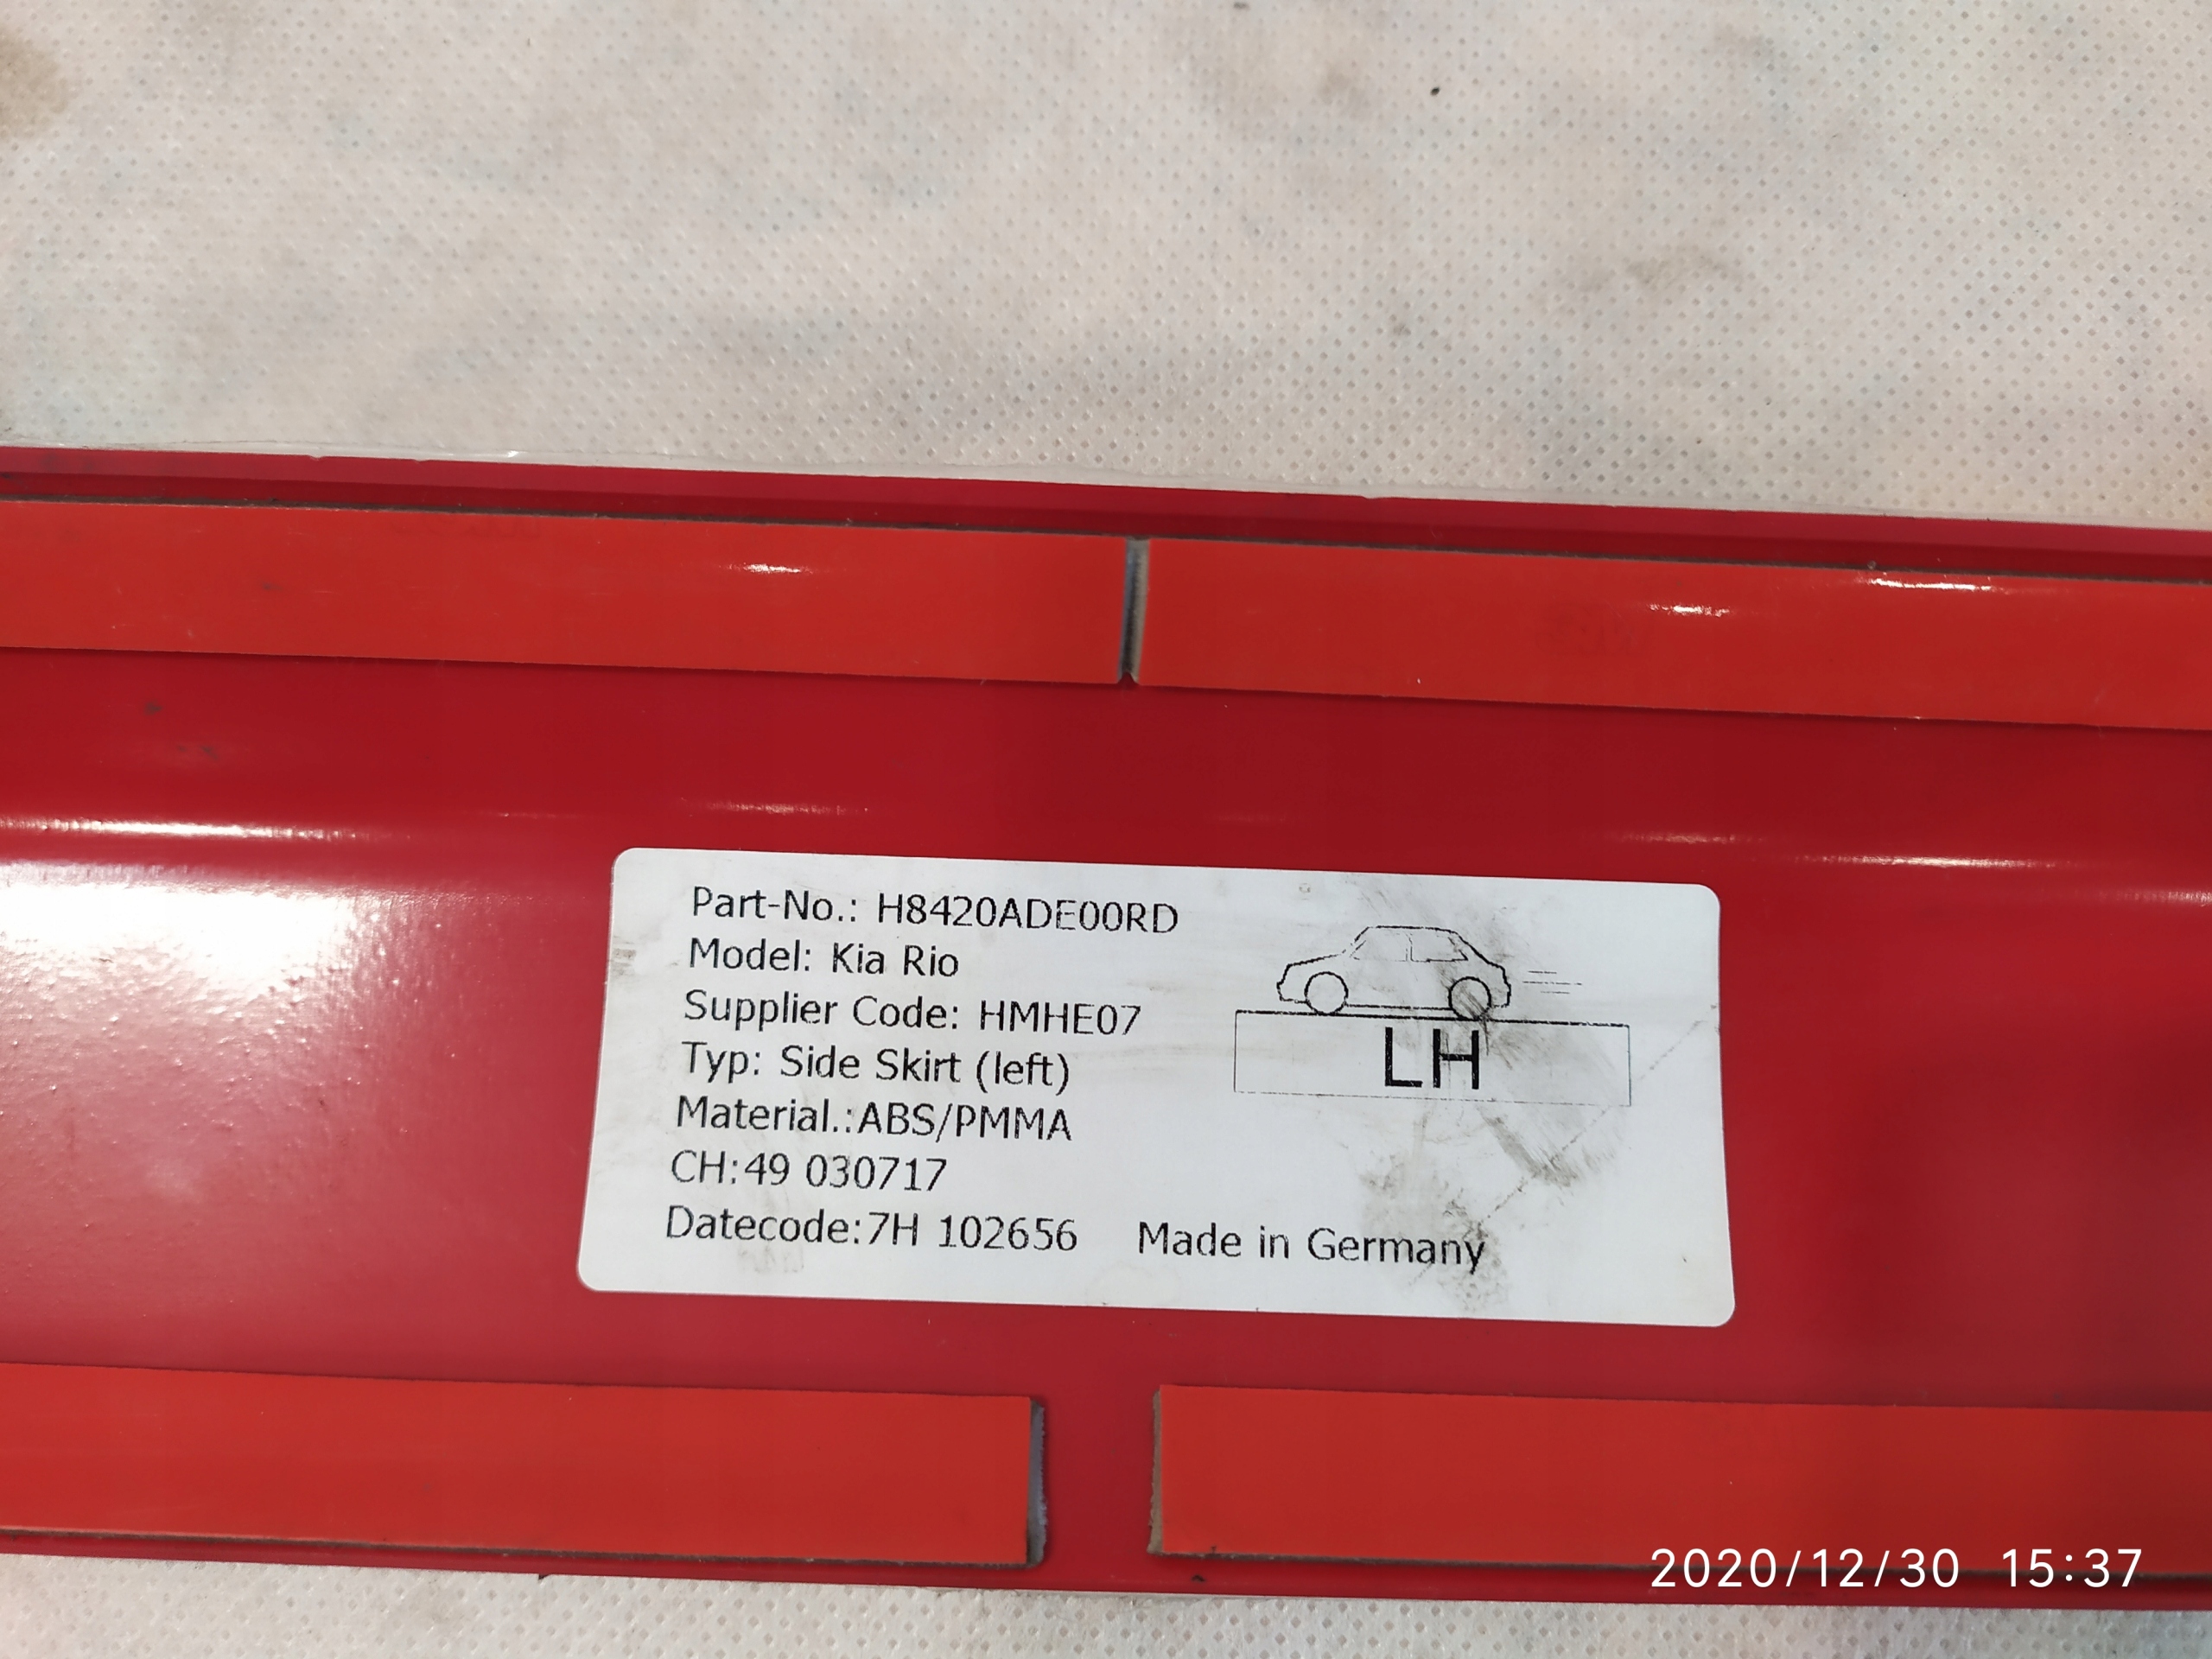 Part-No.: H8420ADE00RD
Model: Kia Rio
Supplier Code: HMHE07
Typ: Side Skirt (left)
Material.:ABS/PMMA
CH:49 030717
Datecode:7H 102656 Made in Germany
LH
2020/12/30 15:37